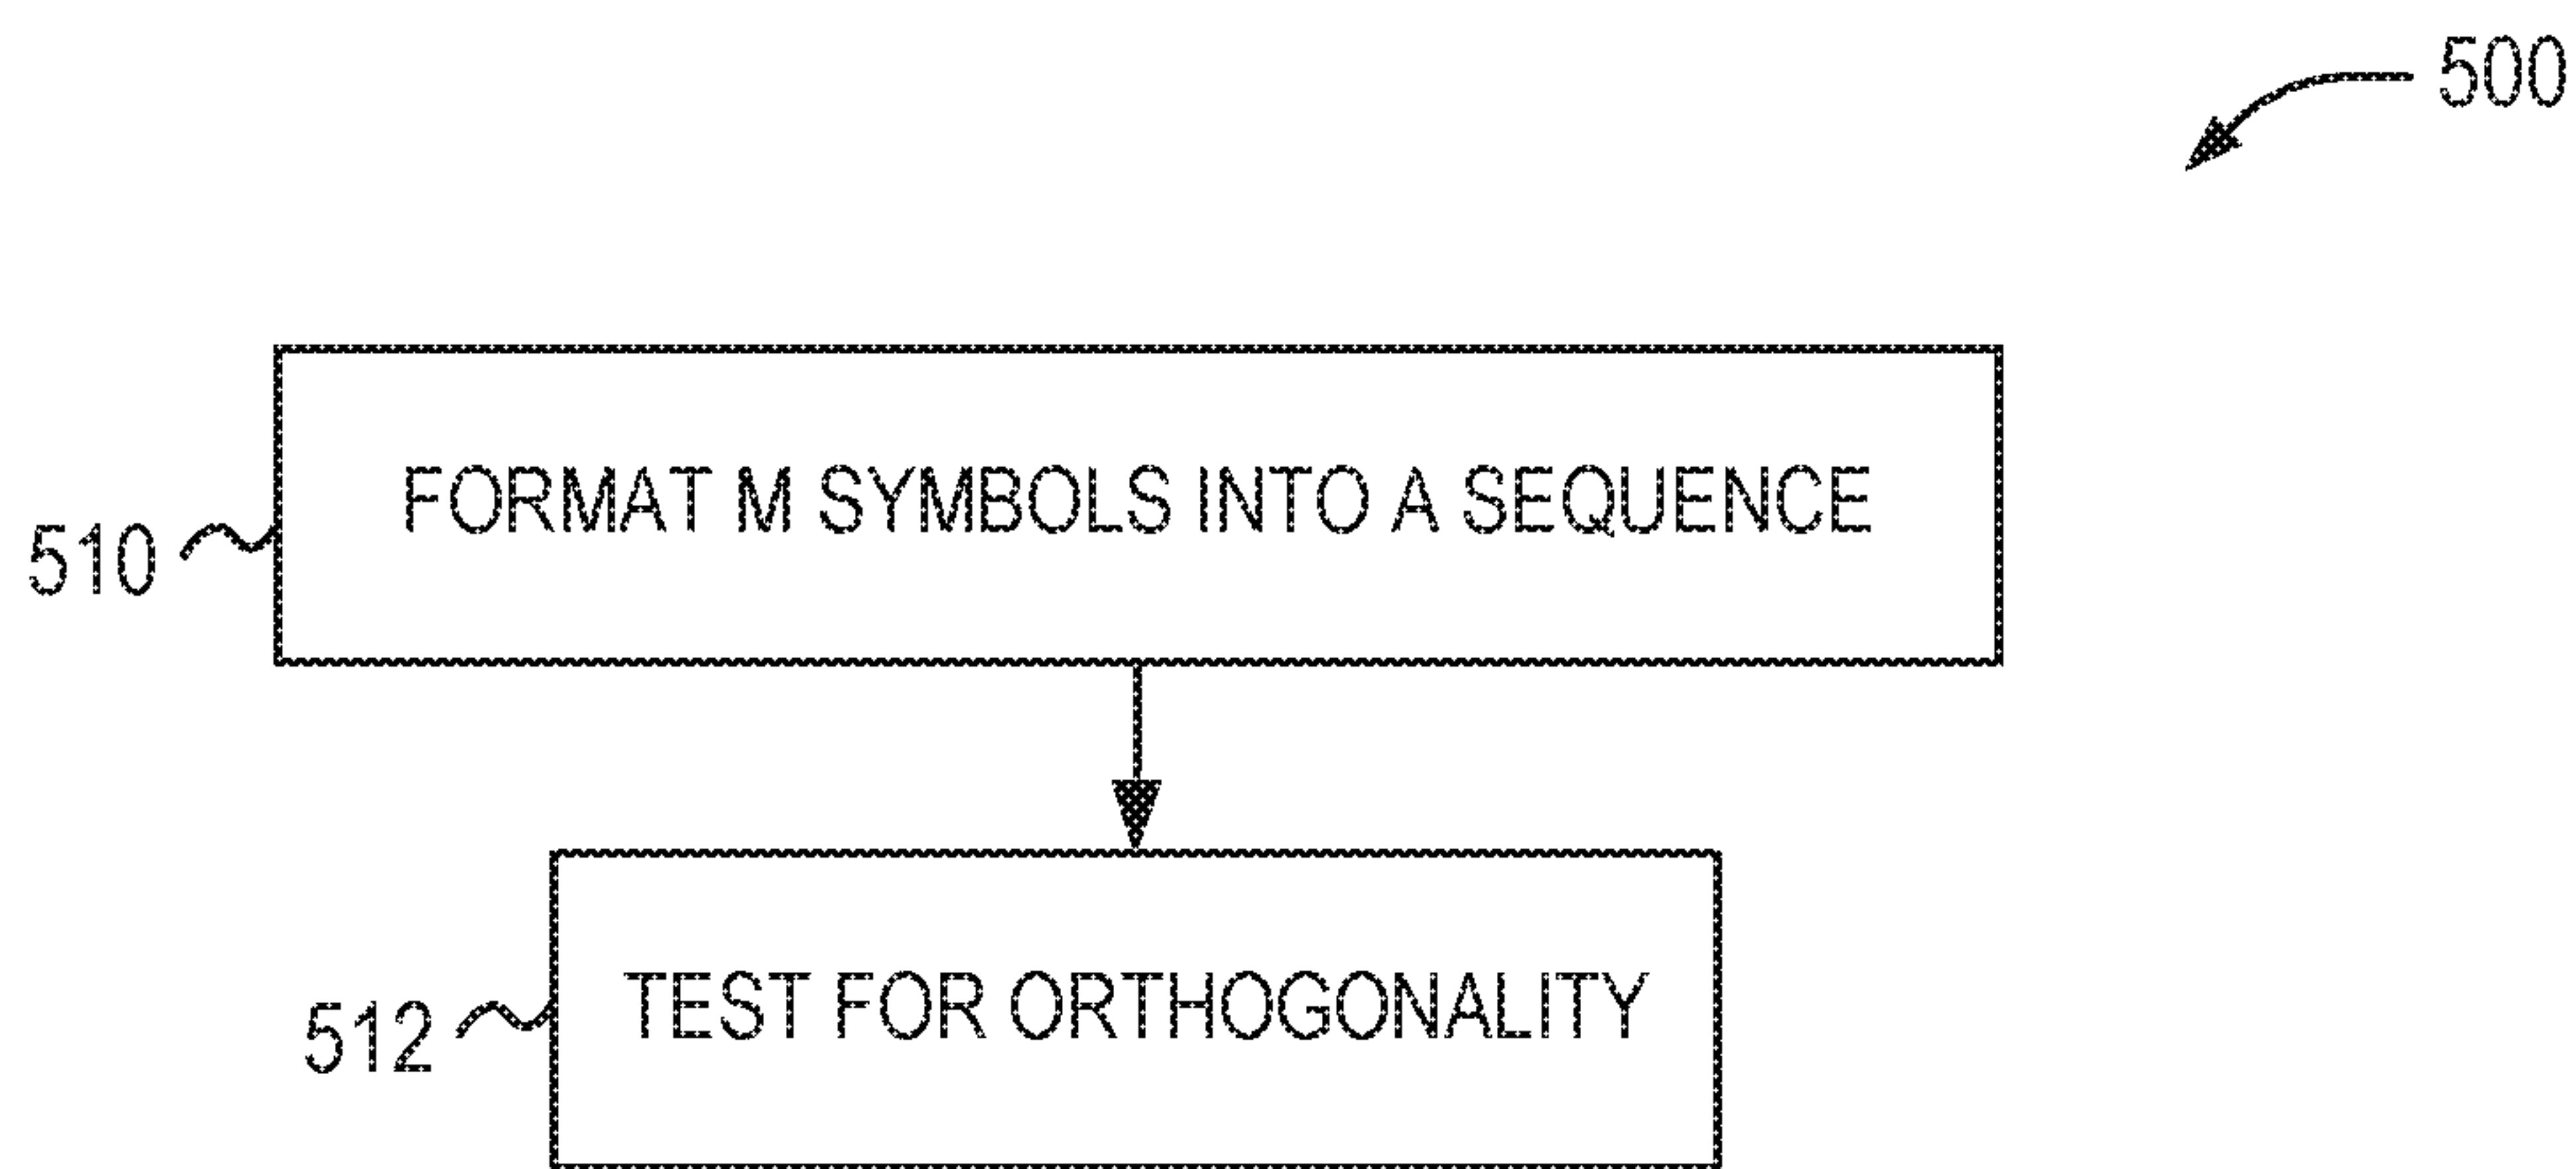 500
FORMAT M SYMBOLS INTO A SEQUENCE
510
TEST FOR ORTHOGONALITY
512